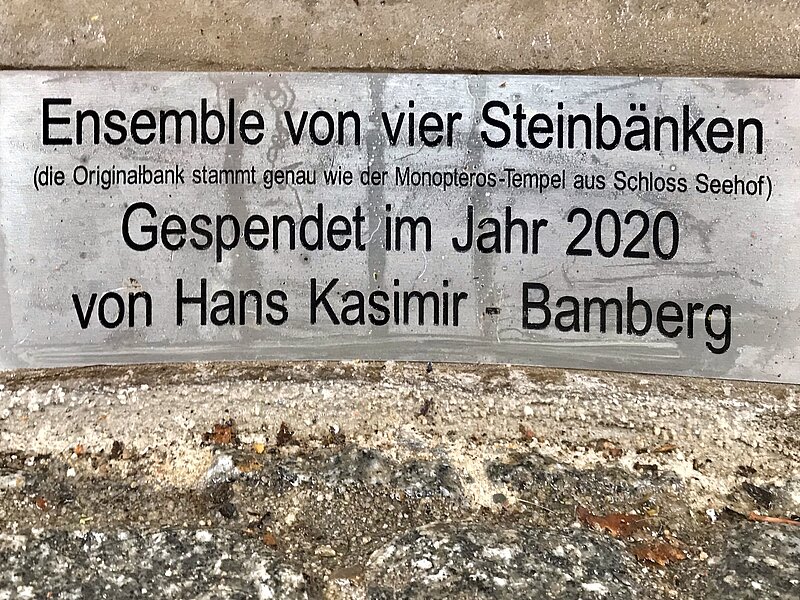 Ensemble von vier Steinbänken
(die Originalbank stammt genau wie der Monopteros-Tempel aus Schloss Seehof)
Gespendet im Jahr 2020
von Hans Kasimir - Bamberg